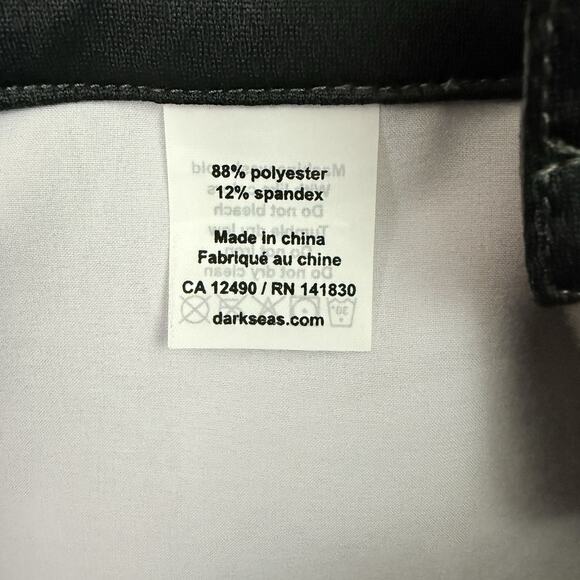 88% polyester
12% spandex
Made in china
Fabriqué au chine
CA 12490 / RN 141830
darkseas.com